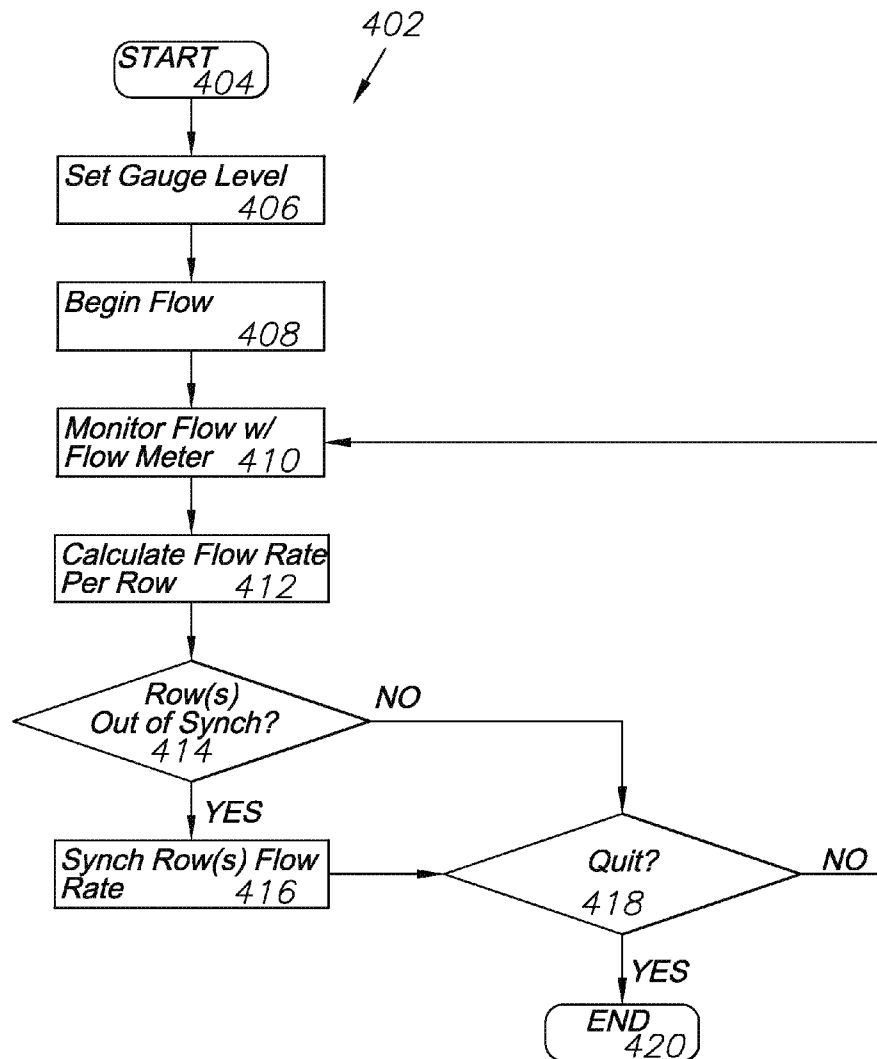 402
START
404
Set Gauge Level
406
Begin Flow
408
Monitor Flow w/
Flow Meter 410
Calculate Flow Rate
Per Row 412
Row(s)
Out of Synch?
414
NO
YES
Synch Row(s) Flow
Rate 416
Quit?
418
NO
YES
END
420